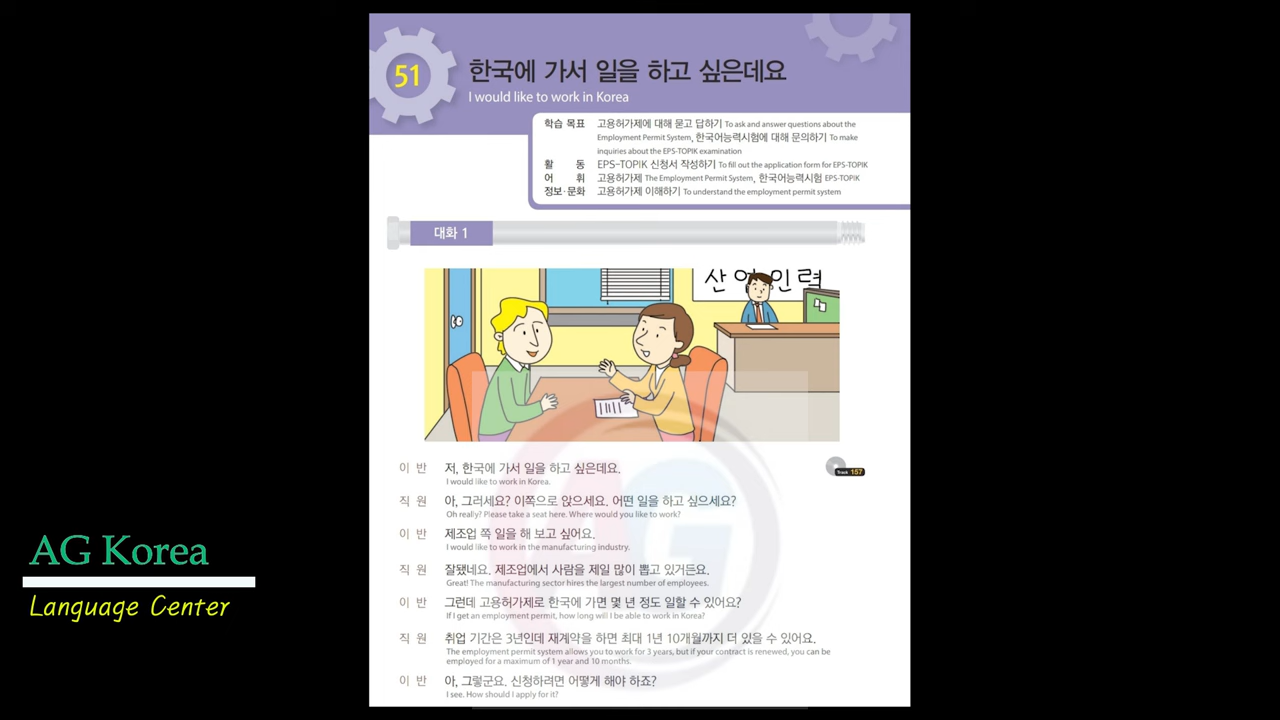 51
한국에 가서 일을 하고 싶은데요
I would like to work in Korea
학습 목표 고용허가제에 대해 묻고 답하기 To ask and answer questions about the
Employment Permit System, 한국어능력시험에 대해 문의하기 To make
inquiries about the EPS-TOPIK examination
활 동 EPS-TOPIK 신청서 작성하기 To fill out the application form for EPS-TOPIK
어 휘 고용허가제 The Employment Permit System, 한국어능력시험 EPS-TOPIK
정보·문화 고용허가제 이해하기 To understand the employment permit system
대화 1
이 반 저, 한국에 가서 일을 하고 싶은데요.
I would like to work in Korea.
Track 157
직 원 아, 그러세요? 이쪽으로 앉으세요. 어떤 일을 하고 싶으세요?
Oh really? Please take a seat here. Where would you like to work?
이 반 제조업 쪽 일을 해 보고 싶어요.
I would like to work in the manufacturing industry.
직 원 잘됐네요. 제조업에서 사람을 제일 많이 뽑고 있거든요.
Great! The manufacturing sector hires the largest number of employees.
이 반 그런데 고용허가제로 한국에 가면 몇 년 정도 일할 수 있어요?
If I get an employment permit, how long will I be able to work in Korea?
직 원 취업 기간은 3년인데 재계약을 하면 최대 1년 10개월까지 더 있을 수 있어요.
The employment permit system allows you to work for 3 years, but if your contract is renewed, you can be
employed for a maximum of 1 year and 10 months.
이 반 아, 그렇군요. 신청하려면 어떻게 해야 하죠?
I see. How should I apply for it?
AG Korea
Language Center